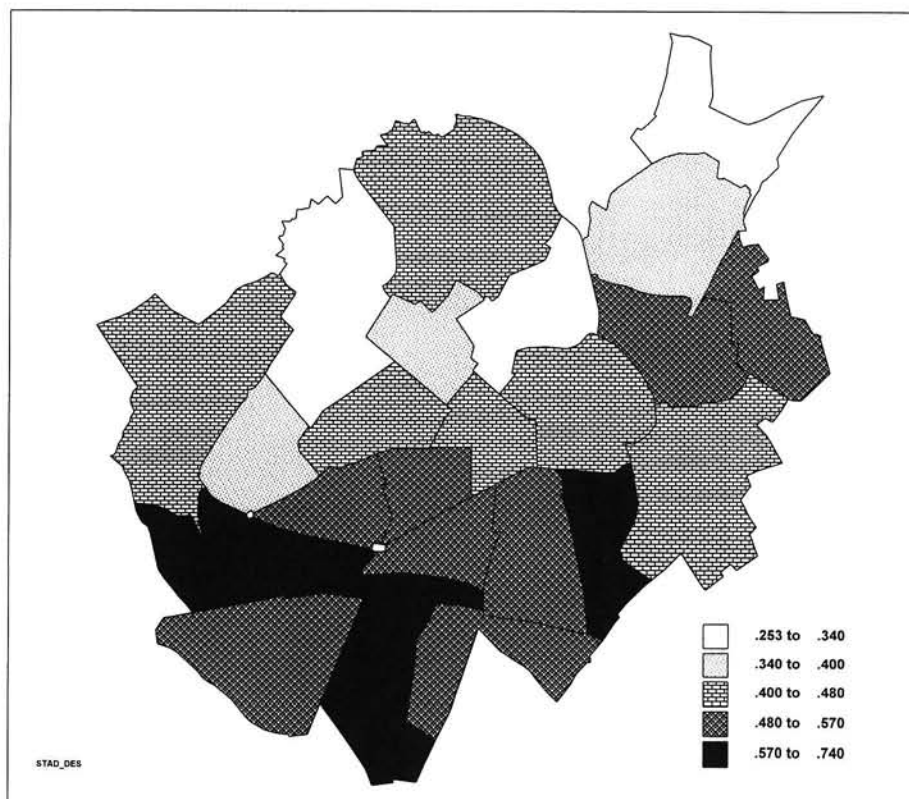 .253 to .340
.340 to .400
.400 to .480
.480 to .570
.570 to .740
STAD_DES